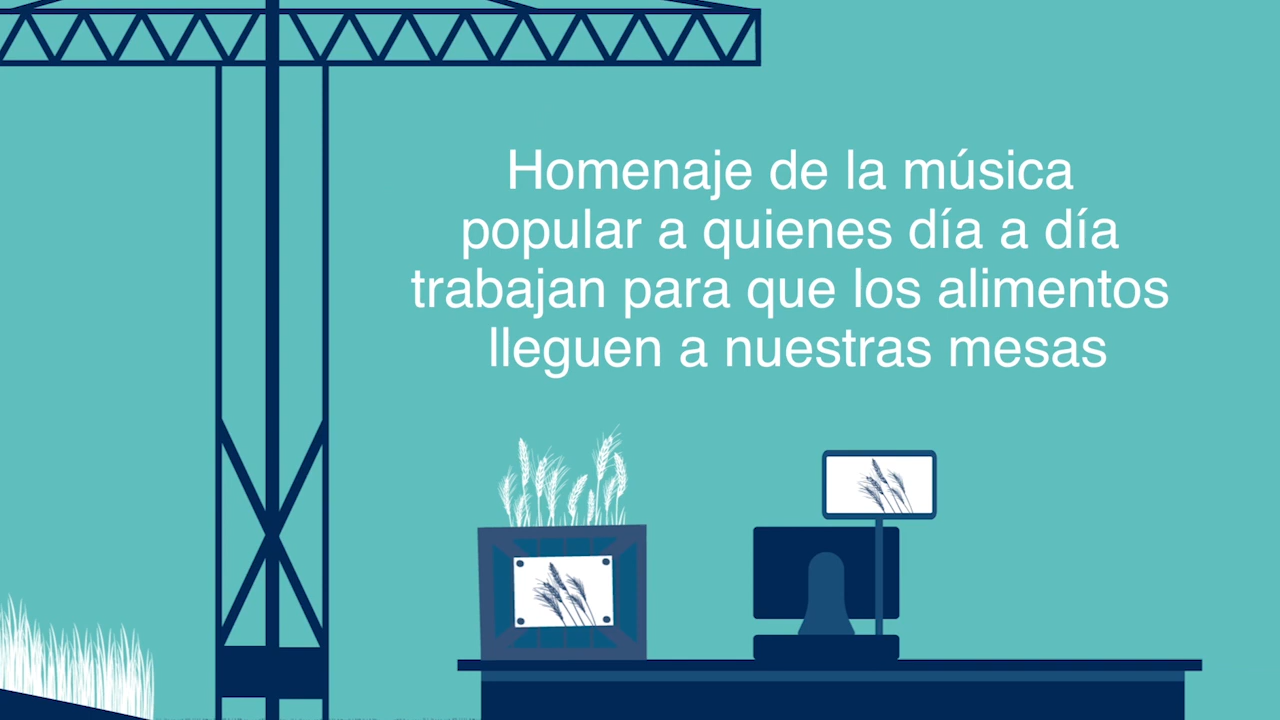 Homenaje de la música
popular a quienes día a día
trabajan para que los alimentos
lleguen a nuestras mesas